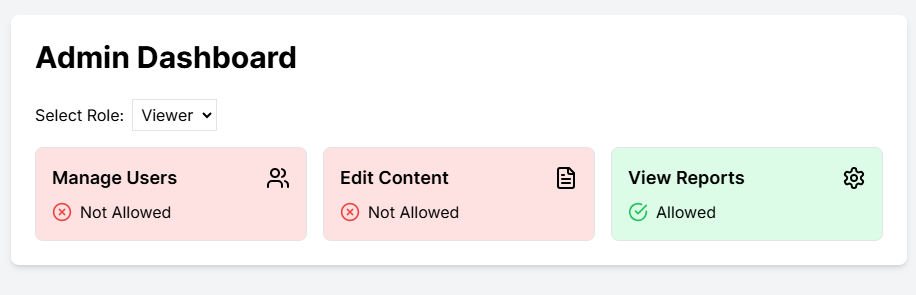 Admin Dashboard
Select Role: Viewer
Manage Users
Not Allowed
Edit Content
Not Allowed
View Reports
Allowed